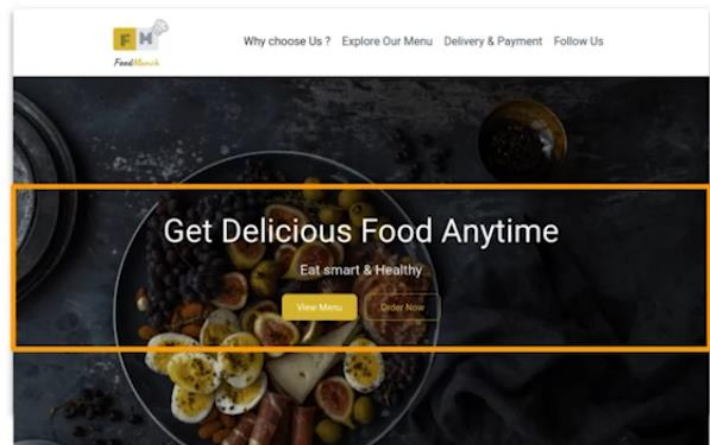 F M
FoodMunch
Why choose Us ? Explore Our Menu Delivery & Payment Follow Us
Get Delicious Food Anytime
Eat smart & Healthy
View Menu Order Now